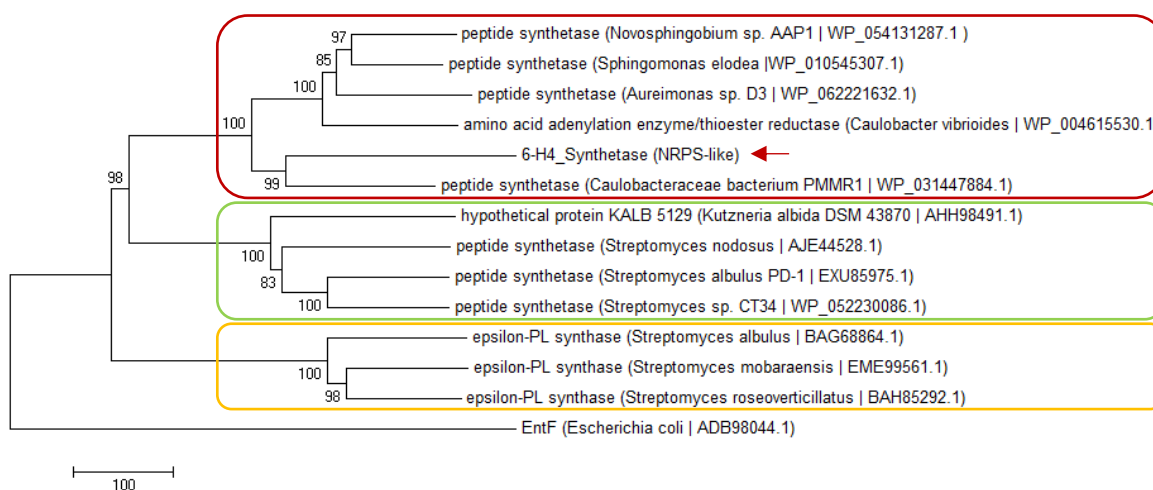 97
peptide synthetase (Novosphingobium sp. AAP1 | WP_054131287.1 )
85
peptide synthetase (Sphingomonas elodea |WP_010545307.1)
100
peptide synthetase (Aureimonas sp. D3 | WP_062221632.1)
100
amino acid adenylation enzyme/thioester reductase (Caulobacter vibrioides | WP_004615530.1
6-H4_Synthetase (NRPS-like)
98
99
peptide synthetase (Caulobacteraceae bacterium PMMR1 | WP_031447884.1)
hypothetical protein KALB 5129 (Kutzneria albida DSM 43870 | AHH98491.1)
100
peptide synthetase (Streptomyces nodosus | AJE44528.1)
83
peptide synthetase (Streptomyces albulus PD-1 | EXU85975.1)
100
peptide synthetase (Streptomyces sp. CT34 | WP_052230086.1)
epsilon-PL synthase (Streptomyces albulus | BAG68864.1)
100
epsilon-PL synthase (Streptomyces mobaraensis | EME99561.1)
98
epsilon-PL synthase (Streptomyces roseoverticillatus | BAH85292.1)
EntF (Escherichia coli | ADB98044.1)
100